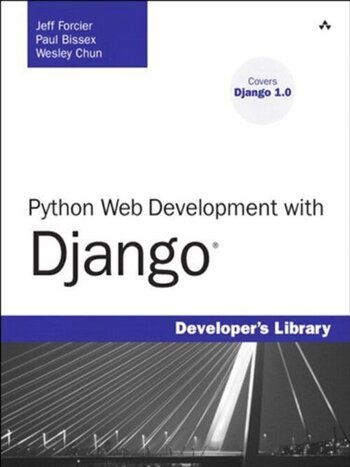 Jeff Forcier
Paul Bissex
Wesley Chun
Covers
Django 1.0
Python Web Development with
Django®
Developer's Library